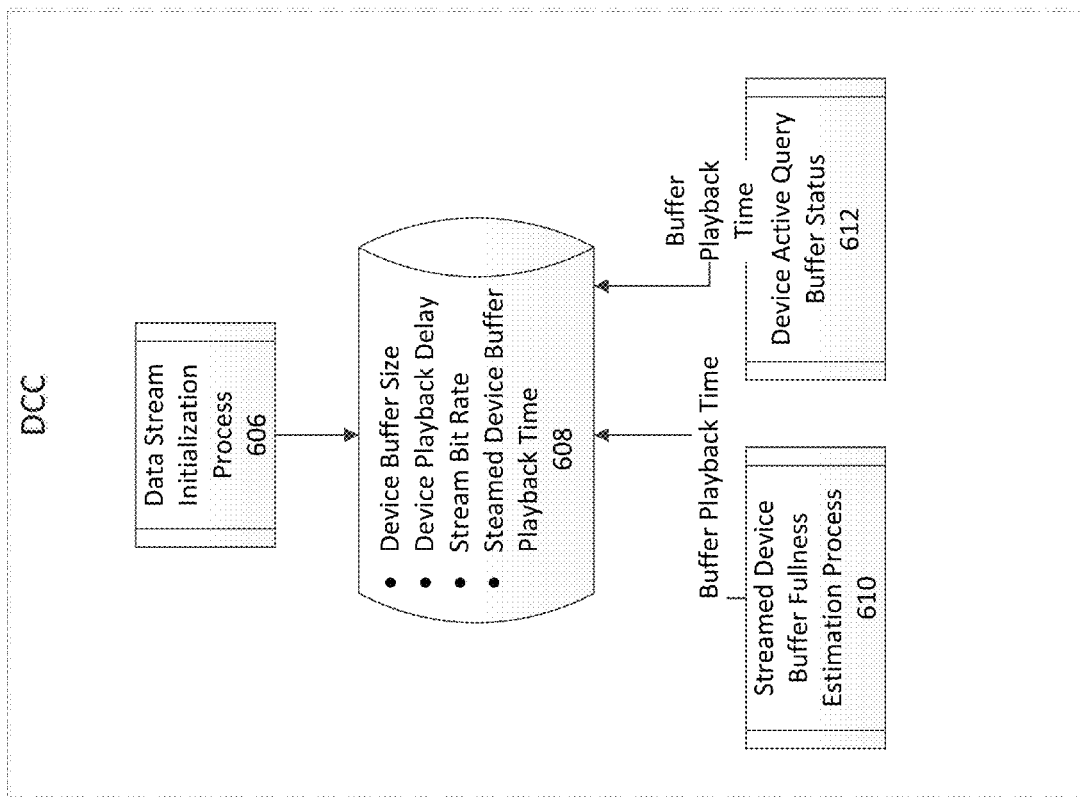 DCC
Data Stream
Initialization
Process
606
● Device Buffer Size
● Device Playback Delay
● Stream Bit Rate
● Steamed Device Buffer
Playback Time
608
Buffer Playback Time
Buffer
Playback
Time
Streamed Device
Buffer Fullness
Estimation Process
610
Device Active Query
Buffer Status
612